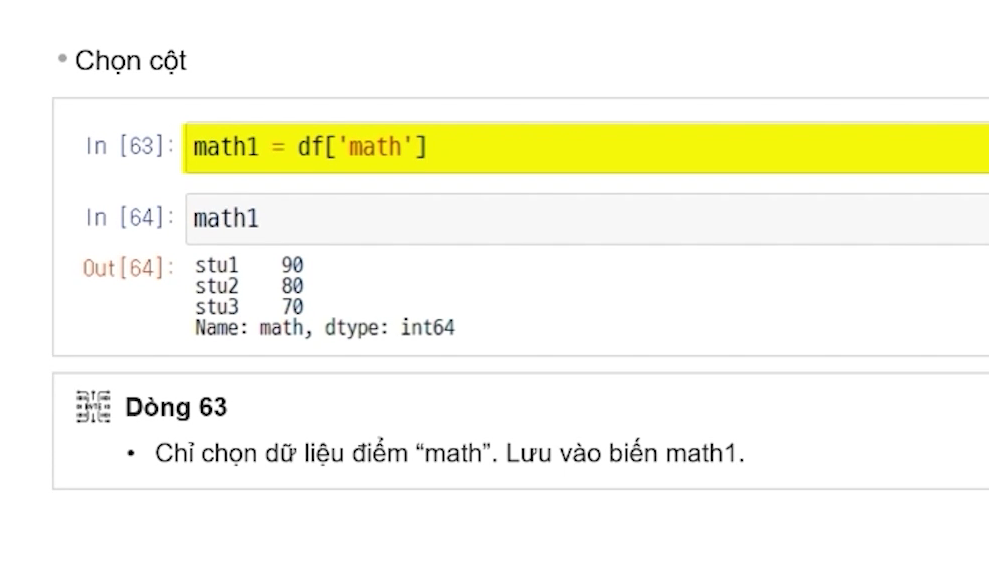 • Chọn cột
In [63]: math1 = df['math']
In [64]: math1
Out[64]: stu1    90
stu2    80
stu3    70
Name: math, dtype: int64
Dòng 63
• Chỉ chọn dữ liệu điểm “math”. Lưu vào biến math1.